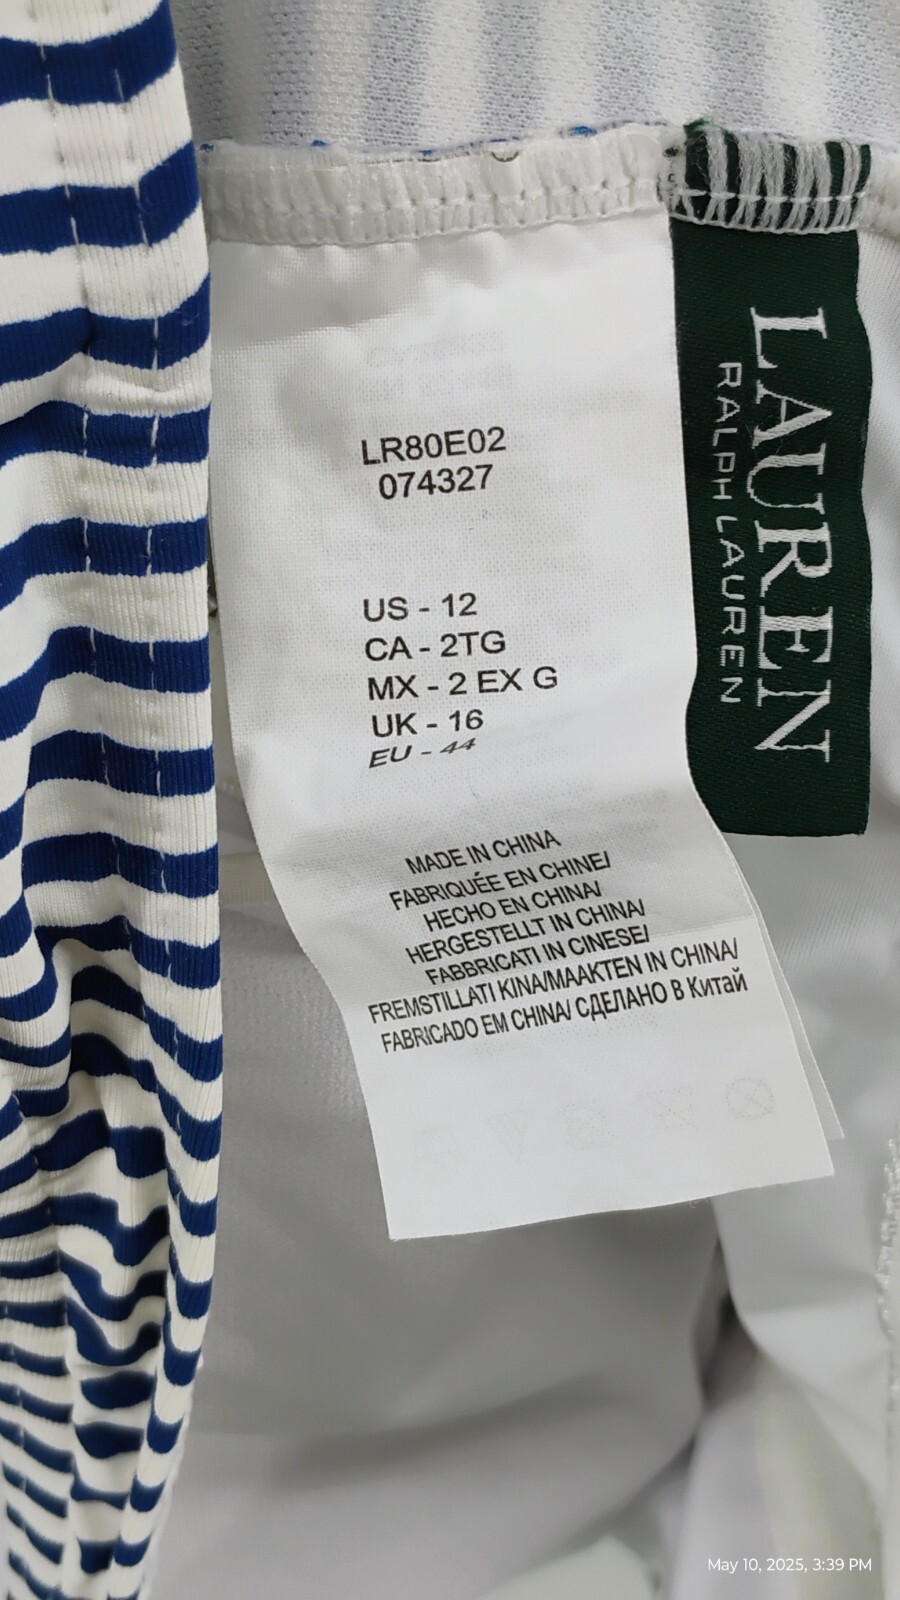 LR80E02
074327
US - 12
CA - 2TG
MX - 2 EX G
UK - 16
EU - 44
MADE IN CHINA
FABRIQUÉE EN CHINE/
HECHO EN CHINA/
HERGESTELLT IN CHINA/
FABBRICATI IN CINESE/
FREMSTILLATI KINA/MAAKTEN IN CHINA/
FABRICADO EM CHINA/ СДЕЛАНО В Китай
LAUREN
RALPH LAUREN
May 10, 2025, 3:39 PM